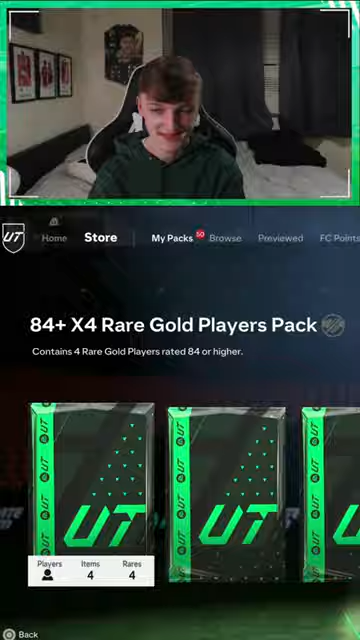 UT
Home
Store
My Packs
50
Browse
Previewed
FC Points
84+ X4 Rare Gold Players Pack
Contains 4 Rare Gold Players rated 84 or higher.
UT
UT
Players
Items
4
Rares
4
Back